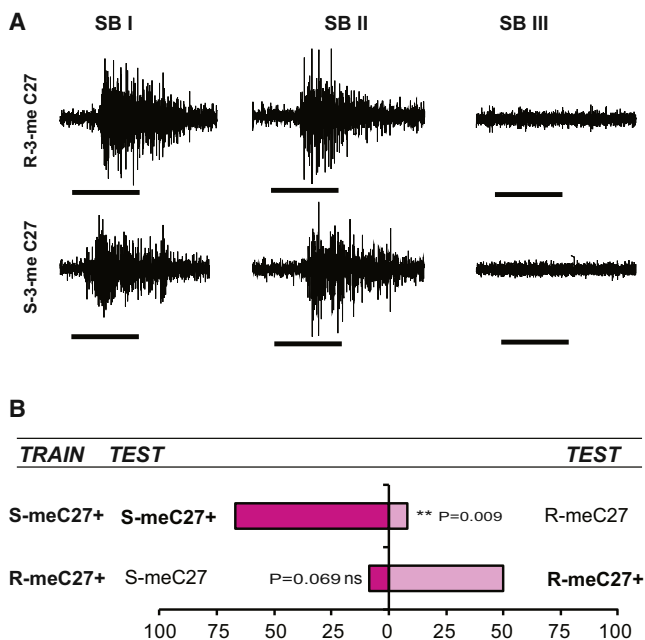 A
SB I SB II SB III
R-3-me C27
S-3-me C27
B
TRAIN TEST TEST
S-meC27+ S-meC27+ ** P=0.009 R-meC27
R-meC27+ S-meC27 P=0.069 ns R-meC27+
100 75 50 25 0 25 50 75 100